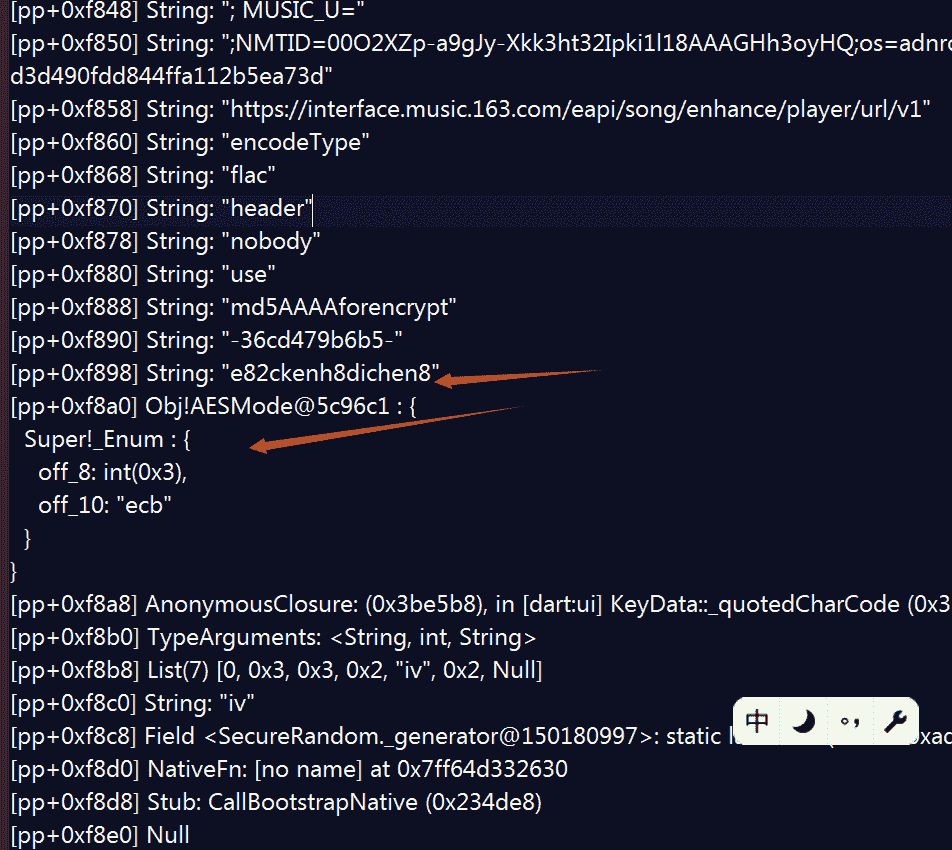 [pp+0xf848] String: "; MUSIC_U="
[pp+0xf850] String: ";NMTID=00O2XZp-a9gJy-Xkk3ht32Ipki1l18AAAGHh3oyHQ;os=adnro
d3d490fdd844ffa112b5ea73d"
[pp+0xf858] String: "https://interface.music.163.com/eapi/song/enhance/player/url/v1"
[pp+0xf860] String: "encodeType"
[pp+0xf868] String: "flac"
[pp+0xf870] String: "header"
[pp+0xf878] String: "nobody"
[pp+0xf880] String: "use"
[pp+0xf888] String: "md5AAAAforencrypt"
[pp+0xf890] String: "-36cd479b6b5-"
[pp+0xf898] String: "e82ckenh8dichen8"
[pp+0xf8a0] Obj!AESMode@5c96c1 : {
Super!_Enum : {
off_8: int(0x3),
off_10: "ecb"
}
}
[pp+0xf8a8] AnonymousClosure: (0x3be5b8), in [dart:ui] KeyData::_quotedCharCode (0x3
[pp+0xf8b0] TypeArguments: <String, int, String>
[pp+0xf8b8] List(7) [0, 0x3, 0x3, 0x2, "iv", 0x2, Null]
[pp+0xf8c0] String: "iv"
[pp+0xf8c8] Field <SecureRandom._generator@150180997>: static
中
[pp+0xf8d0] NativeFn: [no name] at 0x7ff64d332630
[pp+0xf8d8] Stub: CallBootstrapNative (0x234de8)
[pp+0xf8e0] Null